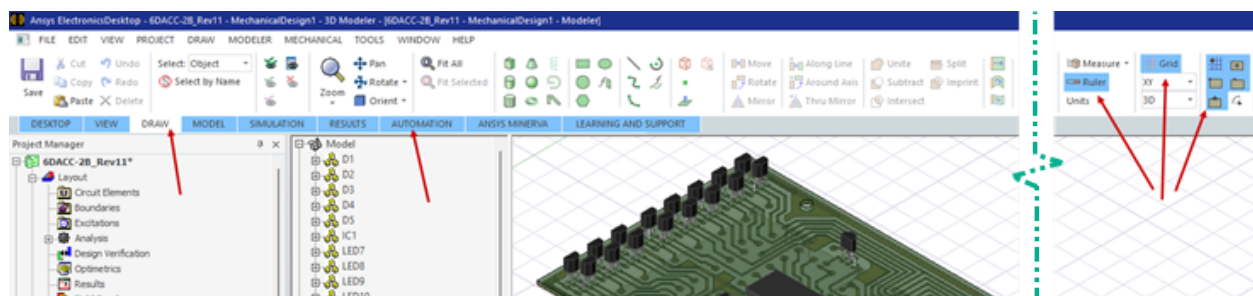 Ansys ElectronicsDesktop - 6DACC-2B_Rev11 - MechanicalDesign1 - 3D Modeler - [6DACC-2B_Rev11 - MechanicalDesign1 - Modeler]
FILE EDIT VIEW PROJECT DRAW MODELER MECHANICAL TOOLS WINDOW HELP
Save
Cut Undo
Copy Redo
Paste Delete
Select: Object
Select by Name
Zoom
Pan
Rotate
Orient
Fit All
Fit Selected
Move Along Line Unite Split
Rotate Around Axis Subtract Imprint
Mirror Thru Mirror Intersect
Measure Grid
Ruler XY
Units 3D
DESKTOP VIEW DRAW MODEL SIMULATION RESULTS AUTOMATION ANSYS MINERVA LEARNING AND SUPPORT
Project Manager
6DACC-2B_Rev11*
Layout
Circuit Elements
Boundaries
Excitations
Analysis
Design Verification
Optimetrics
Results
Model
D1
D2
D3
D4
D5
IC1
LED7
LED8
LED9
LED10